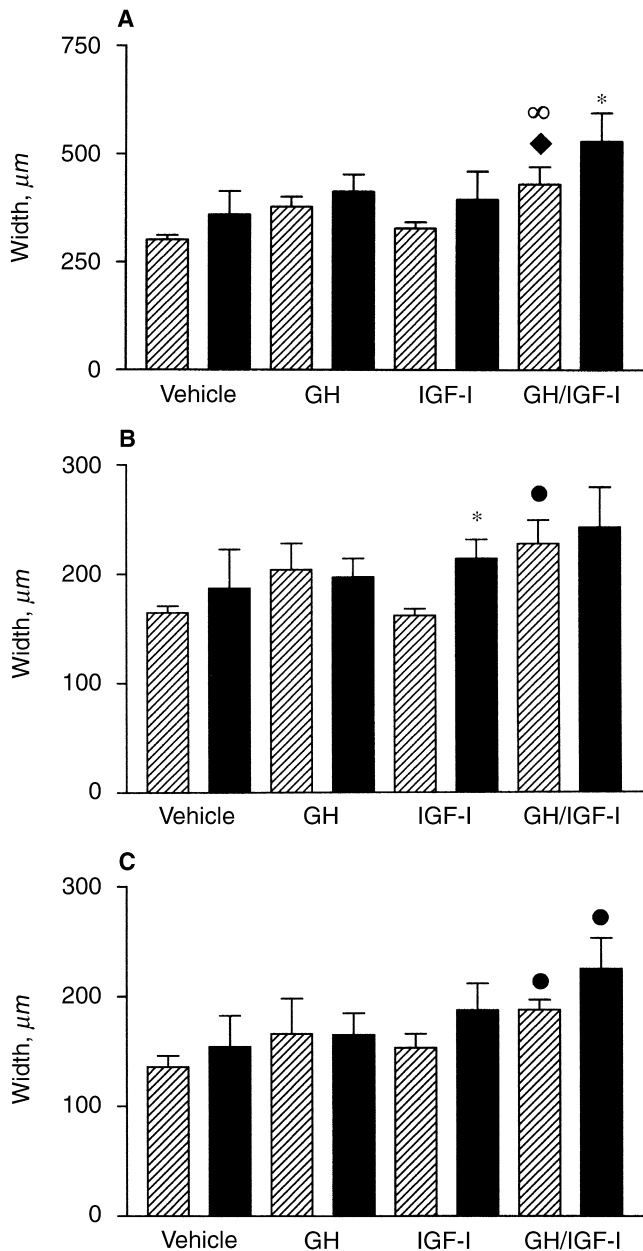 A
750
500
250
0
Width, μm
∞
◆
*
Vehicle GH IGF-I GH/IGF-I
B
300
200
100
0
Width, μm
*
●
Vehicle GH IGF-I GH/IGF-I
C
300
200
100
0
Width, μm
●
●
Vehicle GH IGF-I GH/IGF-I